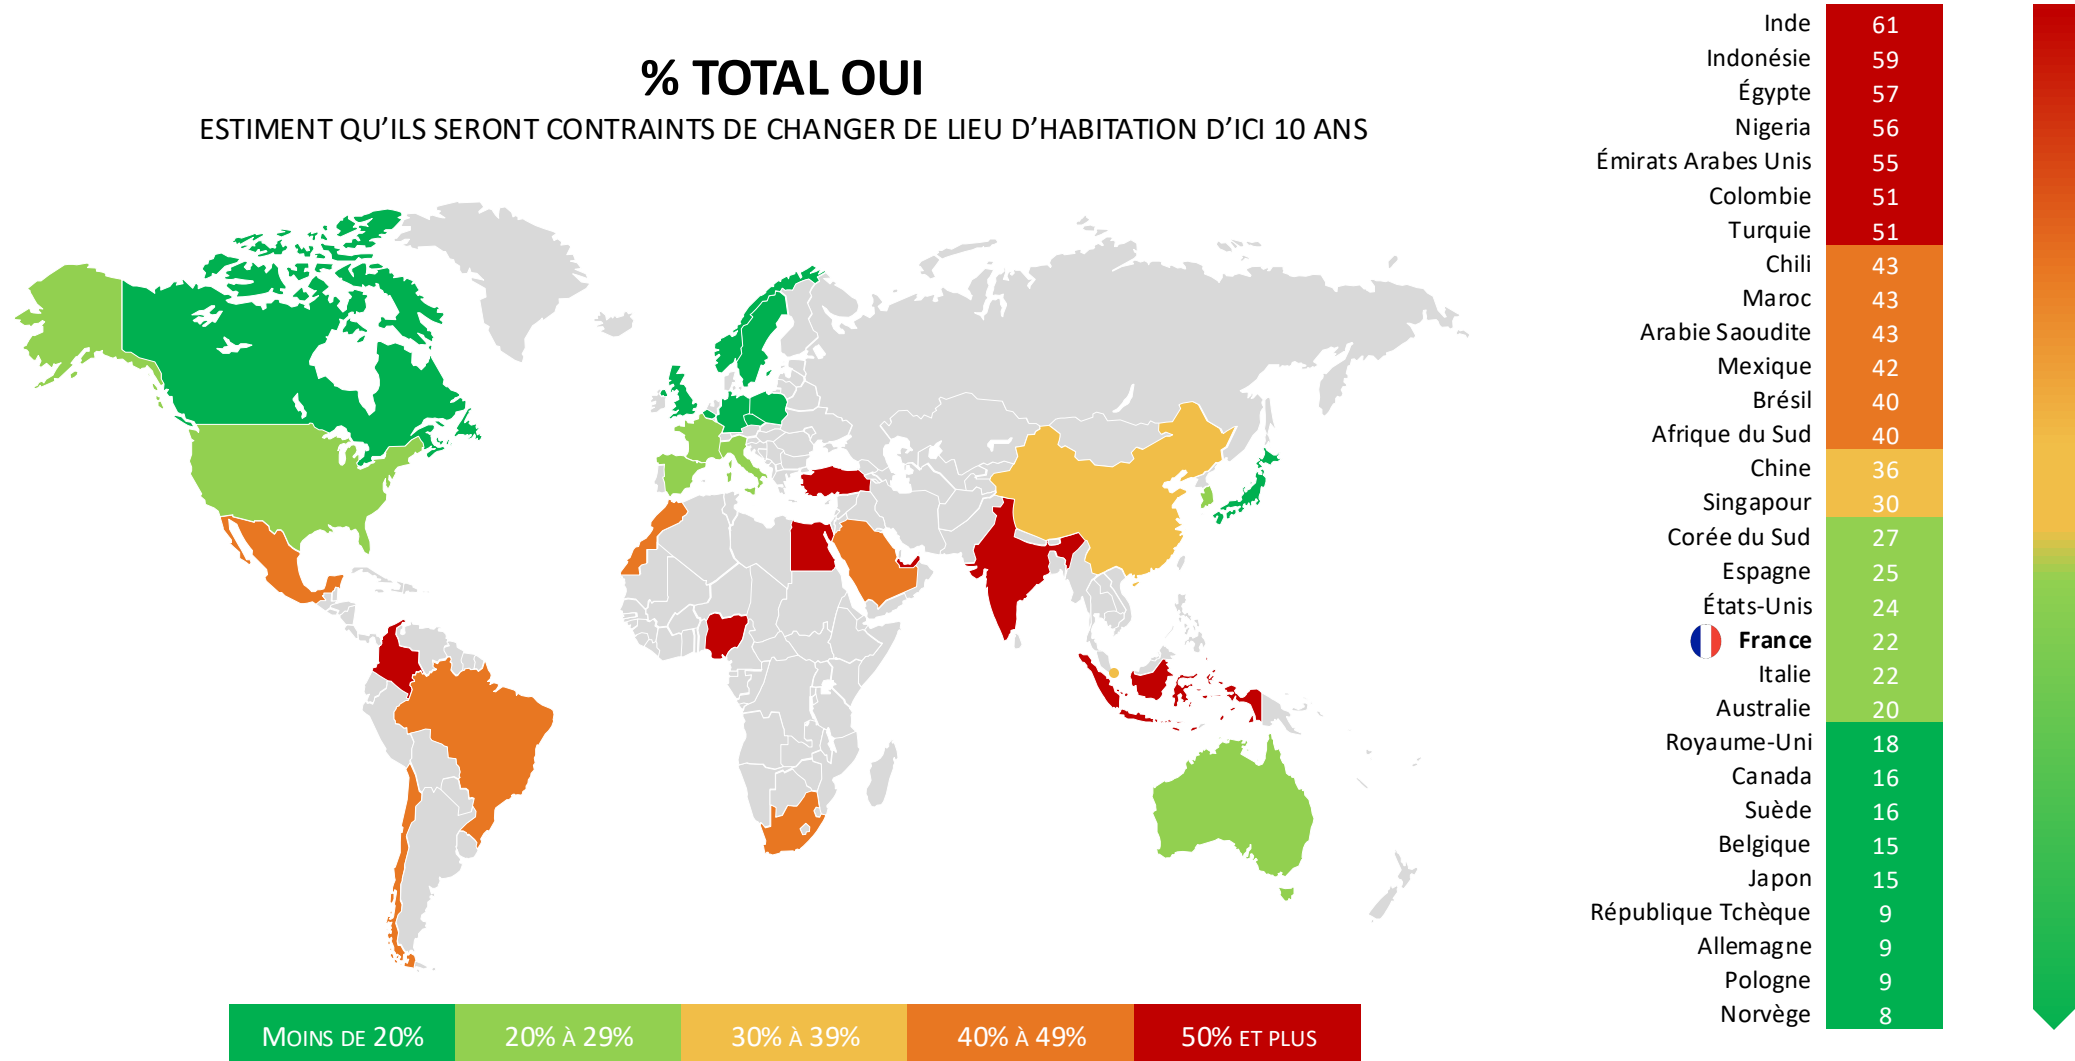 % TOTAL OUI
ESTIMENT QU’ILS SERONT CONTRAINTS DE CHANGER DE LIEU D’HABITATION D’ICI 10 ANS
MOINS DE 20%
20% À 29%
30% À 39%
40% À 49%
50% ET PLUS
Inde 61
Indonésie 59
Égypte 57
Nigeria 56
Émirats Arabes Unis 55
Colombie 51
Turquie 51
Chili 43
Maroc 43
Arabie Saoudite 43
Mexique 42
Brésil 40
Afrique du Sud 40
Chine 36
Singapour 30
Corée du Sud 27
Espagne 25
États-Unis 24
France 22
Italie 22
Australie 20
Royaume-Uni 18
Canada 16
Suède 16
Belgique 15
Japon 15
République Tchèque 9
Allemagne 9
Pologne 9
Norvège 8